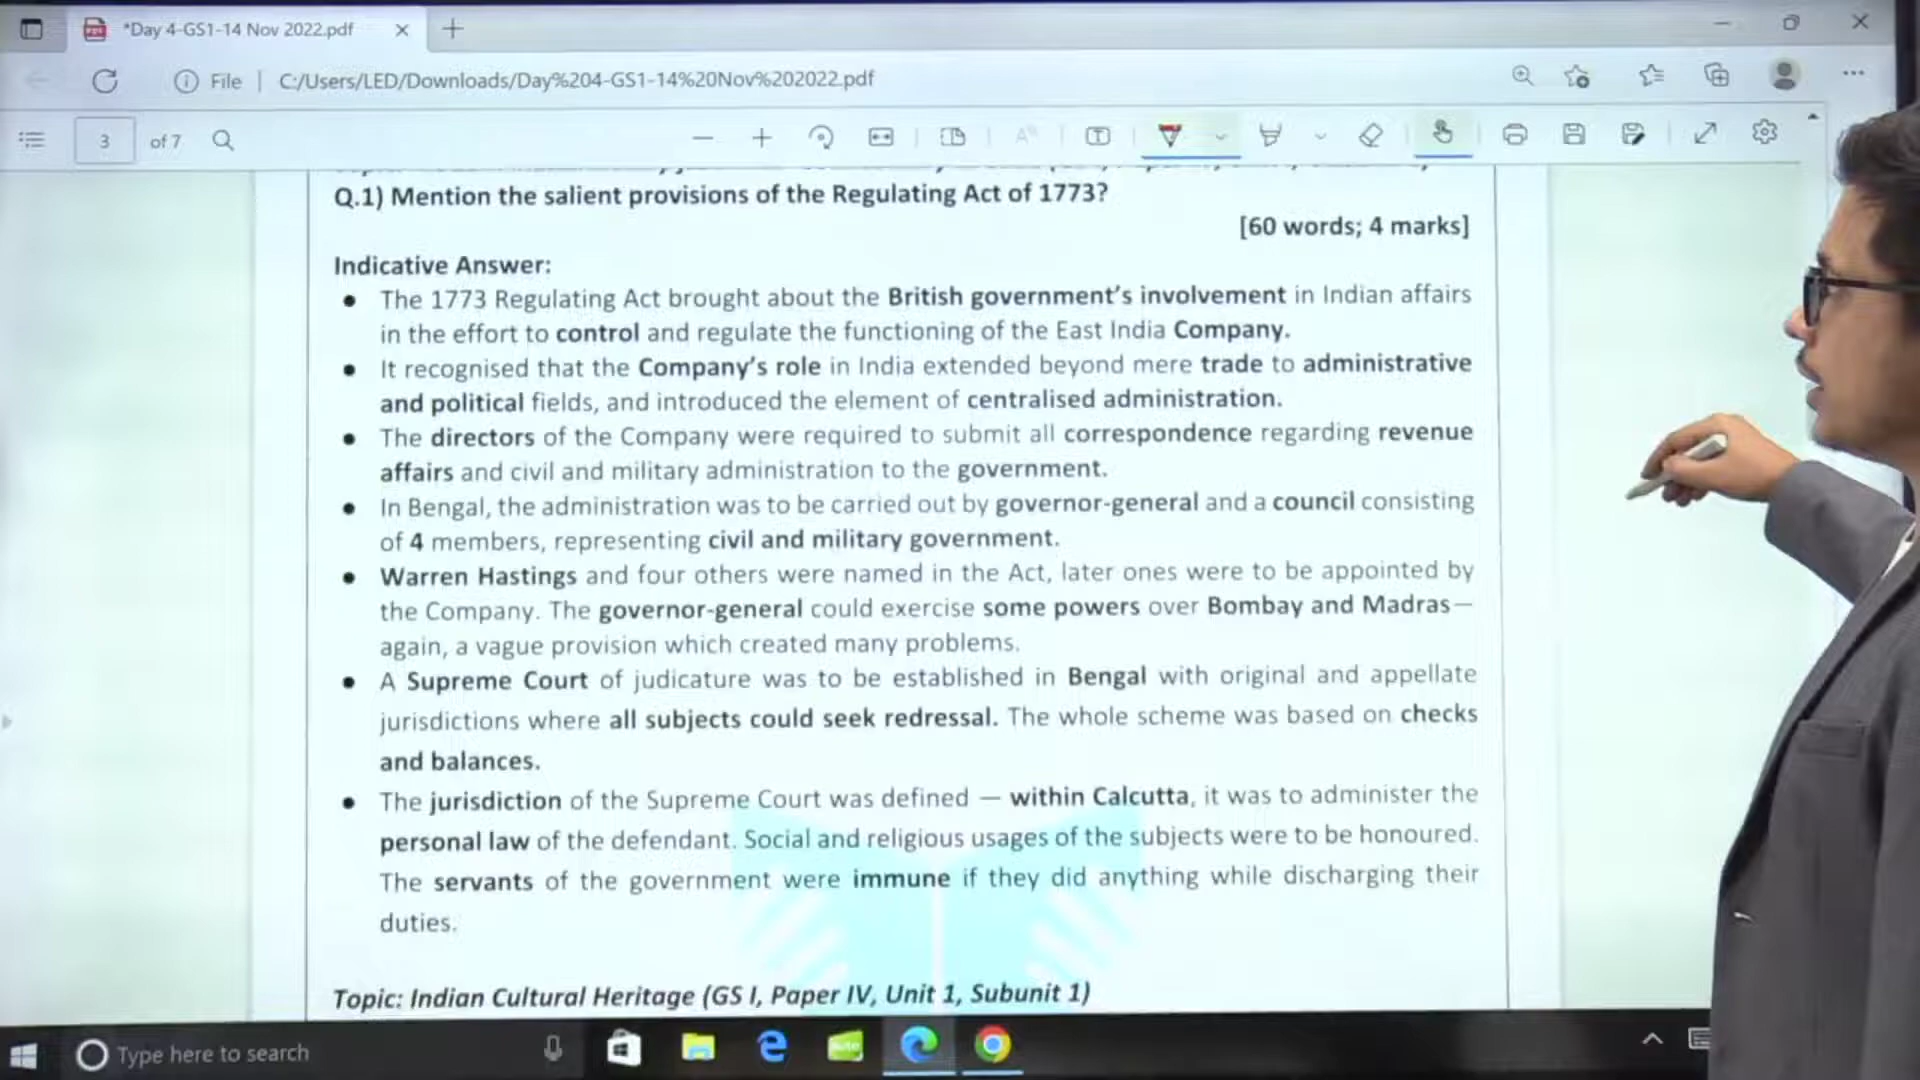 *Day 4-GS1-14 Nov 2022.pdf
File | C:/Users/LED/Downloads/Day%204-GS1-14%20Nov%202022.pdf
3 of 7
Q.1) Mention the salient provisions of the Regulating Act of 1773?
[60 words; 4 marks]
Indicative Answer:
● The 1773 Regulating Act brought about the British government's involvement in Indian affairs
in the effort to control and regulate the functioning of the East India Company.
● It recognised that the Company's role in India extended beyond mere trade to administrative
and political fields, and introduced the element of centralised administration.
● The directors of the Company were required to submit all correspondence regarding revenue
affairs and civil and military administration to the government.
● In Bengal, the administration was to be carried out by governor-general and a council consisting
of 4 members, representing civil and military government.
● Warren Hastings and four others were named in the Act, later ones were to be appointed by
the Company. The governor-general could exercise some powers over Bombay and Madras—
again, a vague provision which created many problems.
● A Supreme Court of judicature was to be established in Bengal with original and appellate
jurisdictions where all subjects could seek redressal. The whole scheme was based on checks
and balances.
● The jurisdiction of the Supreme Court was defined — within Calcutta, it was to administer the
personal law of the defendant. Social and religious usages of the subjects were to be honoured.
The servants of the government were immune if they did anything while discharging their
duties.
Topic: Indian Cultural Heritage (GS I, Paper IV, Unit 1, Subunit 1)
Type here to search